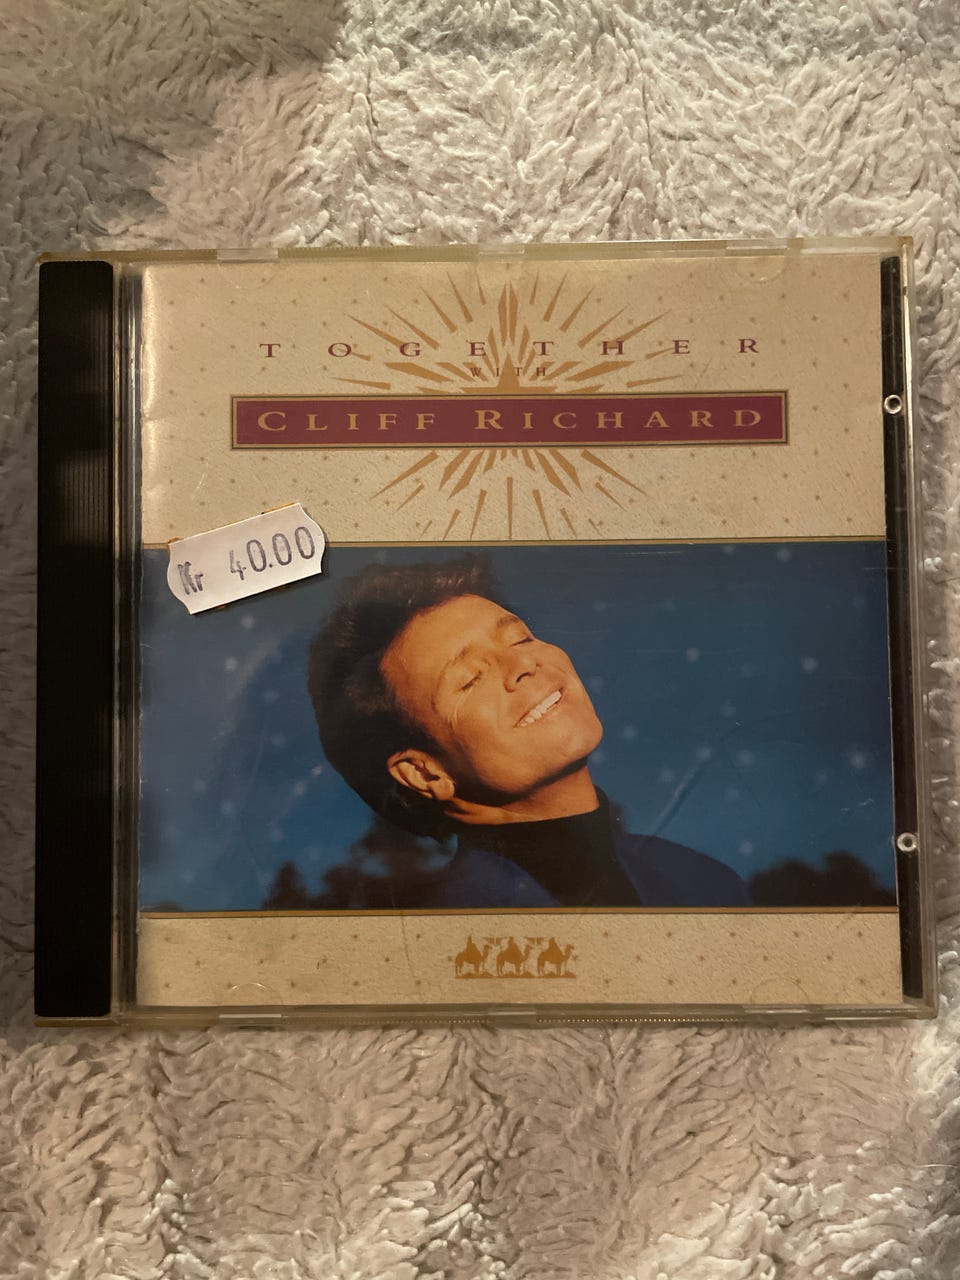 TOGETHER
WITH
CLIFF RICHARD
Kr 40.00